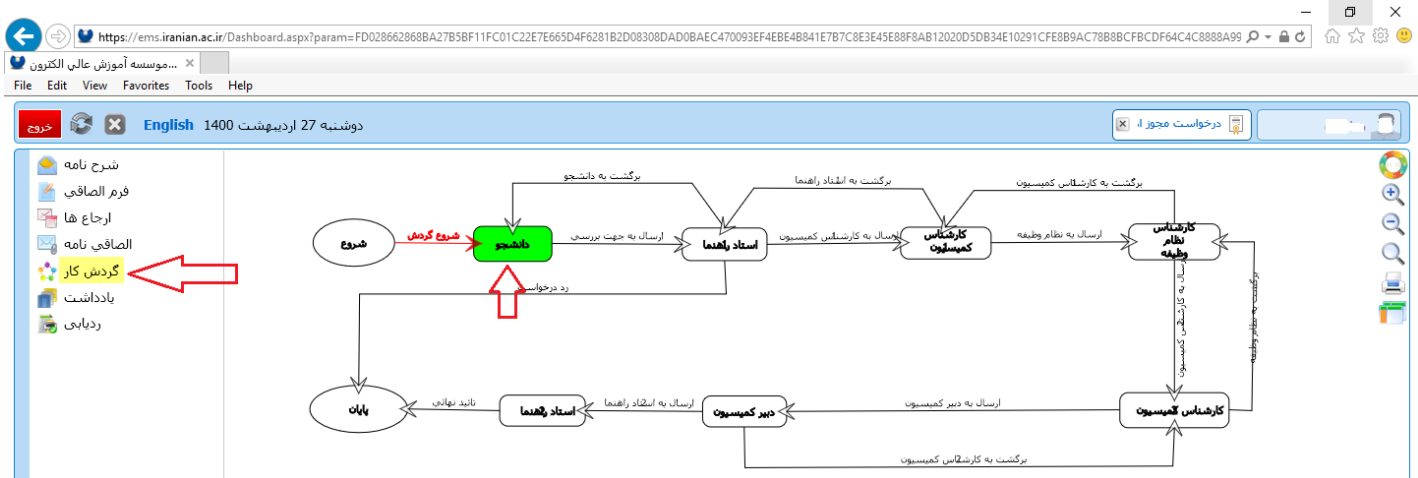 https://ems.iranian.ac.ir/Dashboard.aspx?param=FD028662868BA27B5BF11FC01C22E7E665D4F6281B2D08308DAD0BAEC470093EF4EBE4B841E7B7C8E3E45E88F8AB12020D5DB34E10291CFE8B9AC78B8BCFBCDF64C4C8888A99
موسسه آموزش عالي الكترون...
File Edit View Favorites Tools Help
درخواست مجوز ا،
دوشنبه 27 اردیبهشت 1400 English
خروج
شرح نامه
فرم الصاقي
ارجاع ها
الصاقي نامه
گردش کار
یادداشت
ردیابی
برگشت به دانشجو
برگشت به استاد راهنما
برگشت به کارشناس کمیسیون
شروع
شروع گردش
دانشجو
ارسال به جهت بررسی
استاد راهنما
ارسال به کارشناس کمیسیون
کارشناس کمیسیون
ارسال به نظام وظیفه
کارشناس نظام وظیفه
رد درخواست
ارسال به کارشناس کمیسیون
برگشت به نظام وظیفه
پایان
تائید نهائی
استاد راهنما
ارسال به استاد راهنما
دبیر کمیسیون
ارسال به دبیر کمیسیون
کارشناس کمیسیون
برگشت به کارشناس کمیسیون